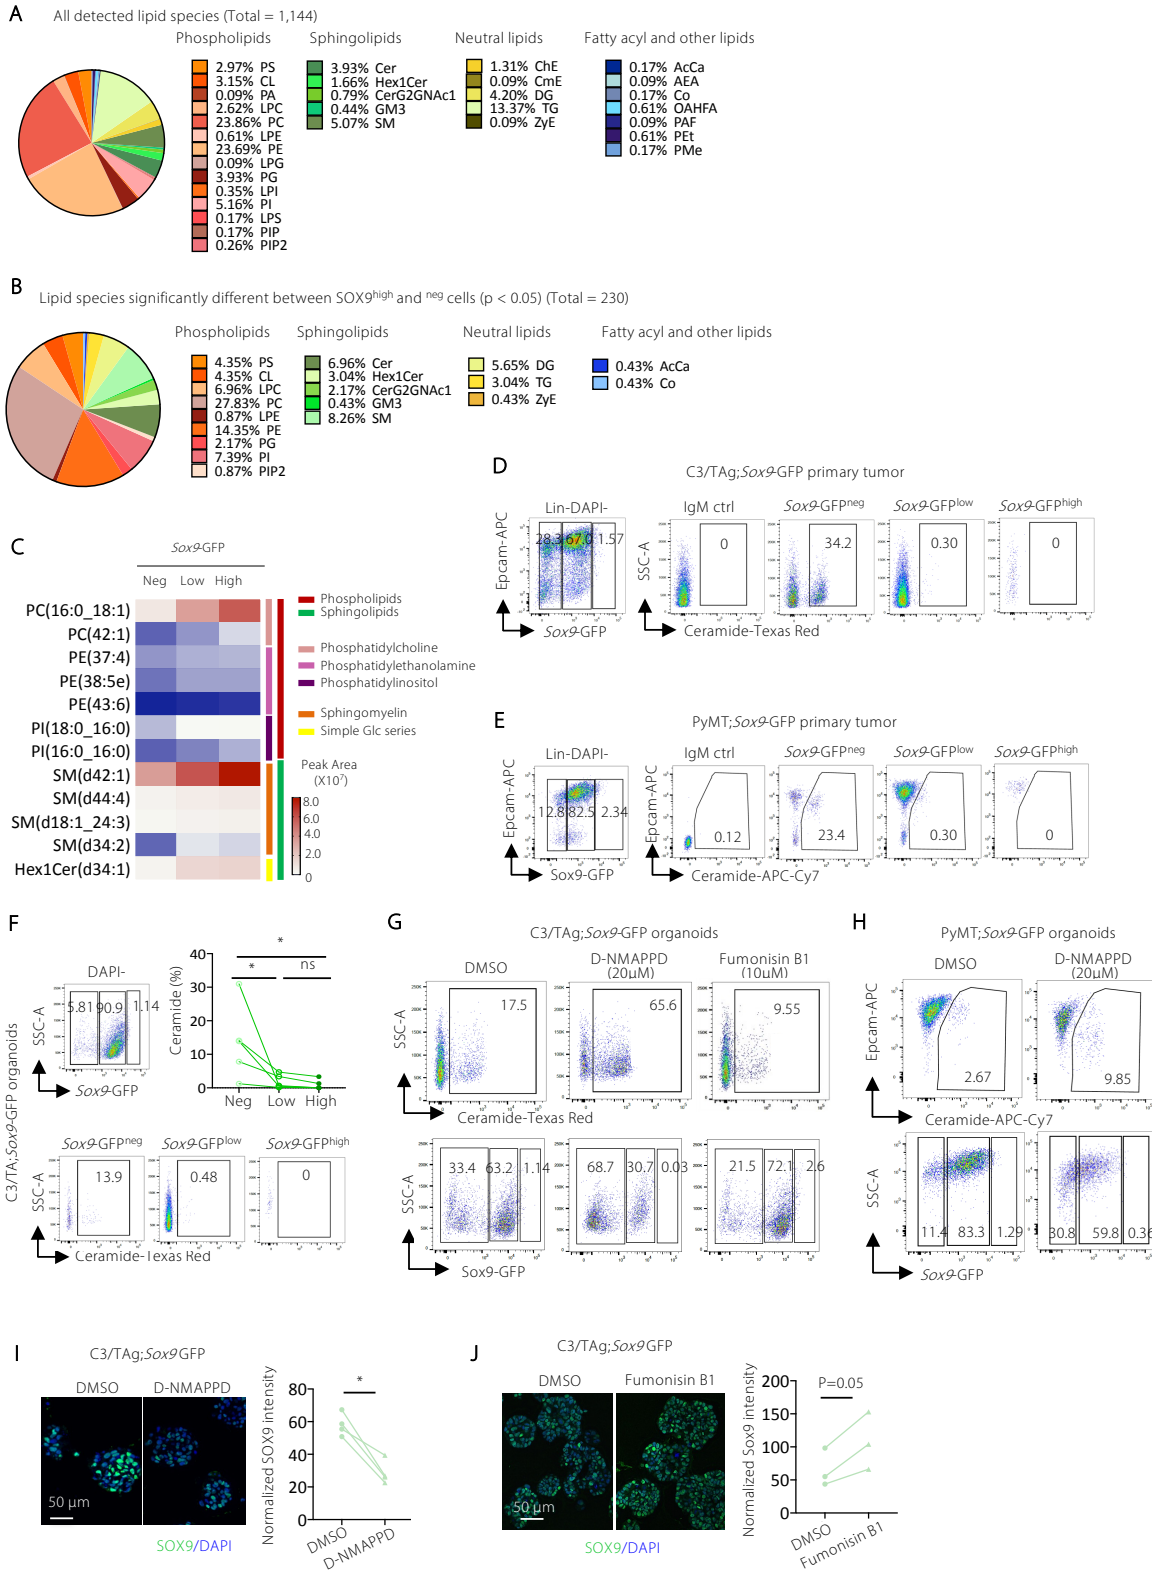 A
All detected lipid species (Total = 1,144)
Phospholipids
2.97% PS
3.15% CL
0.09% PA
2.62% LPC
23.86% PC
0.61% LPE
23.69% PE
0.09% LPG
3.93% PG
0.35% LPI
5.16% PI
0.17% LPS
0.17% PIP
0.26% PIP2
Sphingolipids
3.93% Cer
1.66% Hex1Cer
0.79% CerG2GNAc1
0.44% GM3
5.07% SM
Neutral lipids
1.31% ChE
0.09% CmE
4.20% DG
13.37% TG
0.09% ZyE
Fatty acyl and other lipids
0.17% AcCa
0.09% AEA
0.17% Co
0.61% OAHFA
0.09% PAF
0.61% PEt
0.17% PMe
B
Lipid species significantly different between SOX9high and neg cells (p < 0.05) (Total = 230)
Phospholipids
4.35% PS
4.35% CL
6.96% LPC
27.83% PC
0.87% LPE
14.35% PE
2.17% PG
7.39% PI
0.87% PIP2
Sphingolipids
6.96% Cer
3.04% Hex1Cer
2.17% CerG2GNAc1
0.43% GM3
8.26% SM
Neutral lipids
5.65% DG
3.04% TG
0.43% ZyE
Fatty acyl and other lipids
0.43% AcCa
0.43% Co
C
Sox9-GFP
Neg Low High
PC(16:0_18:1)
PC(42:1)
PE(37:4)
PE(38:5e)
PE(43:6)
PI(18:0_16:0)
PI(16:0_16:0)
SM(d42:1)
SM(d44:4)
SM(d18:1_24:3)
SM(d34:2)
Hex1Cer(d34:1)
Phospholipids
Sphingolipids
Phosphatidylcholine
Phosphatidylethanolamine
Phosphatidylinositol
Sphingomyelin
Simple Glc series
Peak Area
(X10⁷)
8.0
6.0
4.0
2.0
0
D
C3/TAg;Sox9-GFP primary tumor
Lin-DAPI-
IgM ctrl
Sox9-GFPneg
Sox9-GFPlow
Sox9-GFPhigh
Epcam-APC
28.3 67.0 1.57
Sox9-GFP
SSC-A
0
34.2
0.30
0
Ceramide-Texas Red
E
PyMT;Sox9-GFP primary tumor
Lin-DAPI-
IgM ctrl
Sox9-GFPneg
Sox9-GFPlow
Sox9-GFPhigh
Epcam-APC
12.8 82.5 2.34
Sox9-GFP
Epcam-APC
0.12
23.4
0.30
0
Ceramide-APC-Cy7
F
C3/TA;Sox9-GFP organoids
DAPI-
SSC-A
5.81 90.9 1.14
Sox9-GFP
Ceramide (%)
40
30
20
10
0
*
*
ns
Neg Low High
Sox9-GFPneg
Sox9-GFPlow
Sox9-GFPhigh
SSC-A
13.9
0.48
0
Ceramide-Texas Red
G
C3/TAg;Sox9-GFP organoids
DMSO
D-NMAPPD
(20µM)
Fumonisin B1
(10µM)
SSC-A
17.5
65.6
9.55
Ceramide-Texas Red
SSC-A
33.4 63.2 1.14
68.7 30.7 0.03
21.5 72.1 2.6
Sox9-GFP
H
PyMT;Sox9-GFP organoids
DMSO
D-NMAPPD
(20µM)
Epcam-APC
2.67
9.85
Ceramide-APC-Cy7
SSC-A
11.4 83.3 1.29
30.8 59.8 0.36
Sox9-GFP
I
C3/TAg;Sox9GFP
DMSO
D-NMAPPD
50 µm
SOX9/DAPI
Normalized SOX9 intensity
80
60
40
20
0
*
DMSO
D-NMAPPD
J
C3/TAg;Sox9GFP
DMSO
Fumonisin B1
50 µm
SOX9/DAPI
Normalized Sox9 intensity
200
150
100
50
0
P=0.05
DMSO
Fumonisin B1